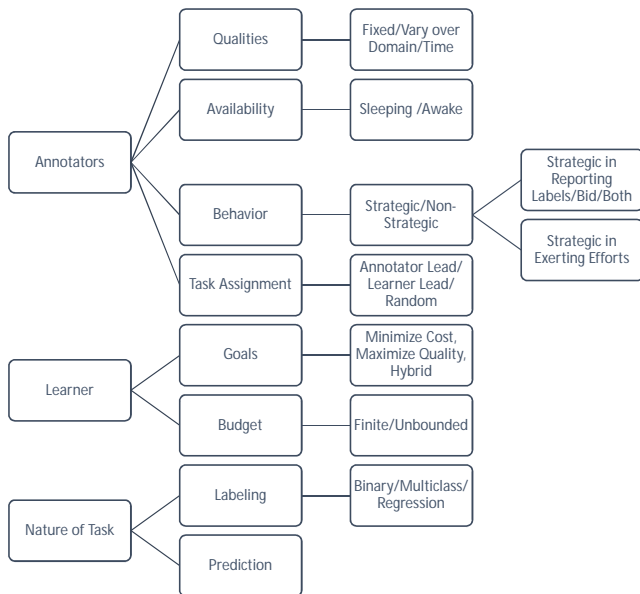 Annotators
Qualities
Fixed/Vary over
Domain/Time
Availability
Sleeping /Awake
Behavior
Strategic/Non-
Strategic
Strategic in
Reporting
Labels/Bid/Both
Strategic in
Exerting Efforts
Task Assignment
Annotator Lead/
Learner Lead/
Random
Learner
Goals
Minimize Cost,
Maximize Quality,
Hybrid
Budget
Finite/Unbounded
Nature of Task
Labeling
Binary/Multiclass/
Regression
Prediction